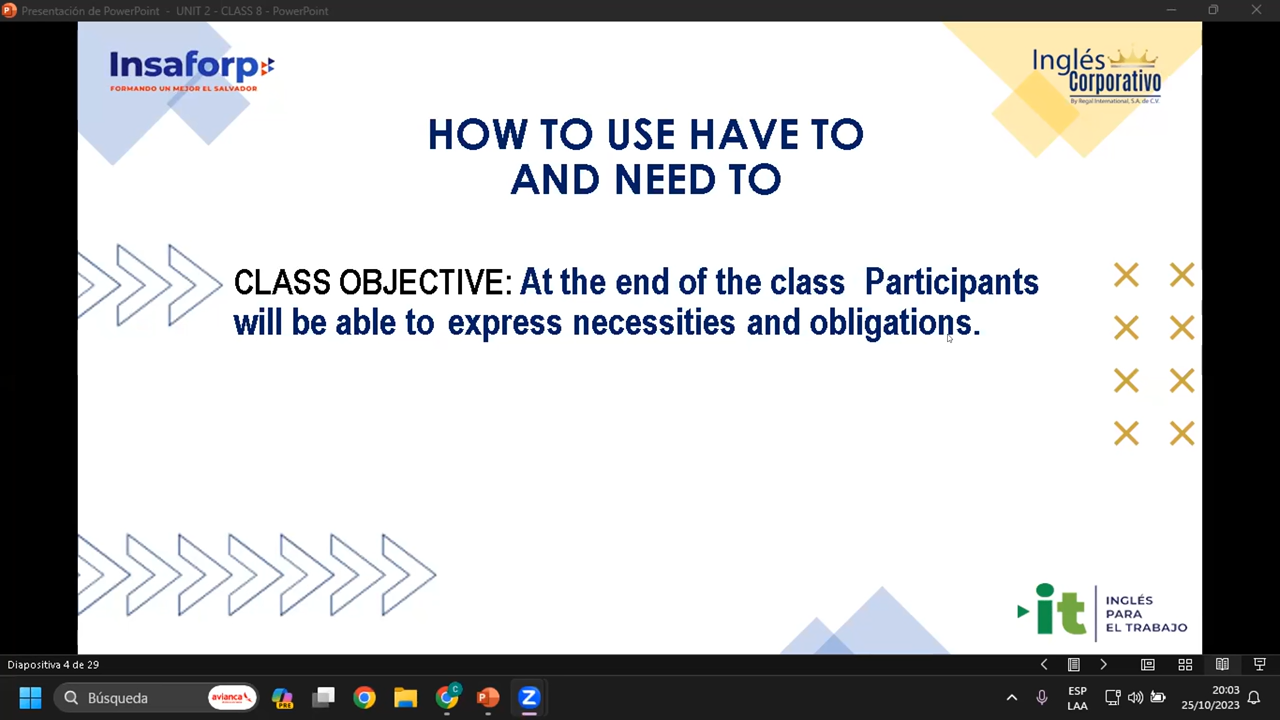 Presentación de PowerPoint - UNIT 2 - CLASS 8 - PowerPoint
Insaforp
FORMANDO UN MEJOR EL SALVADOR
Inglés
Corporativo
By Regal International, S.A. de C.V.
HOW TO USE HAVE TO
AND NEED TO
CLASS OBJECTIVE: At the end of the class Participants
will be able to express necessities and obligations.
it
INGLÉS
PARA
EL TRABAJO
Diapositiva 4 de 29
Búsqueda
avianca
PRE
C
ESP
LAA
20:03
25/10/2023